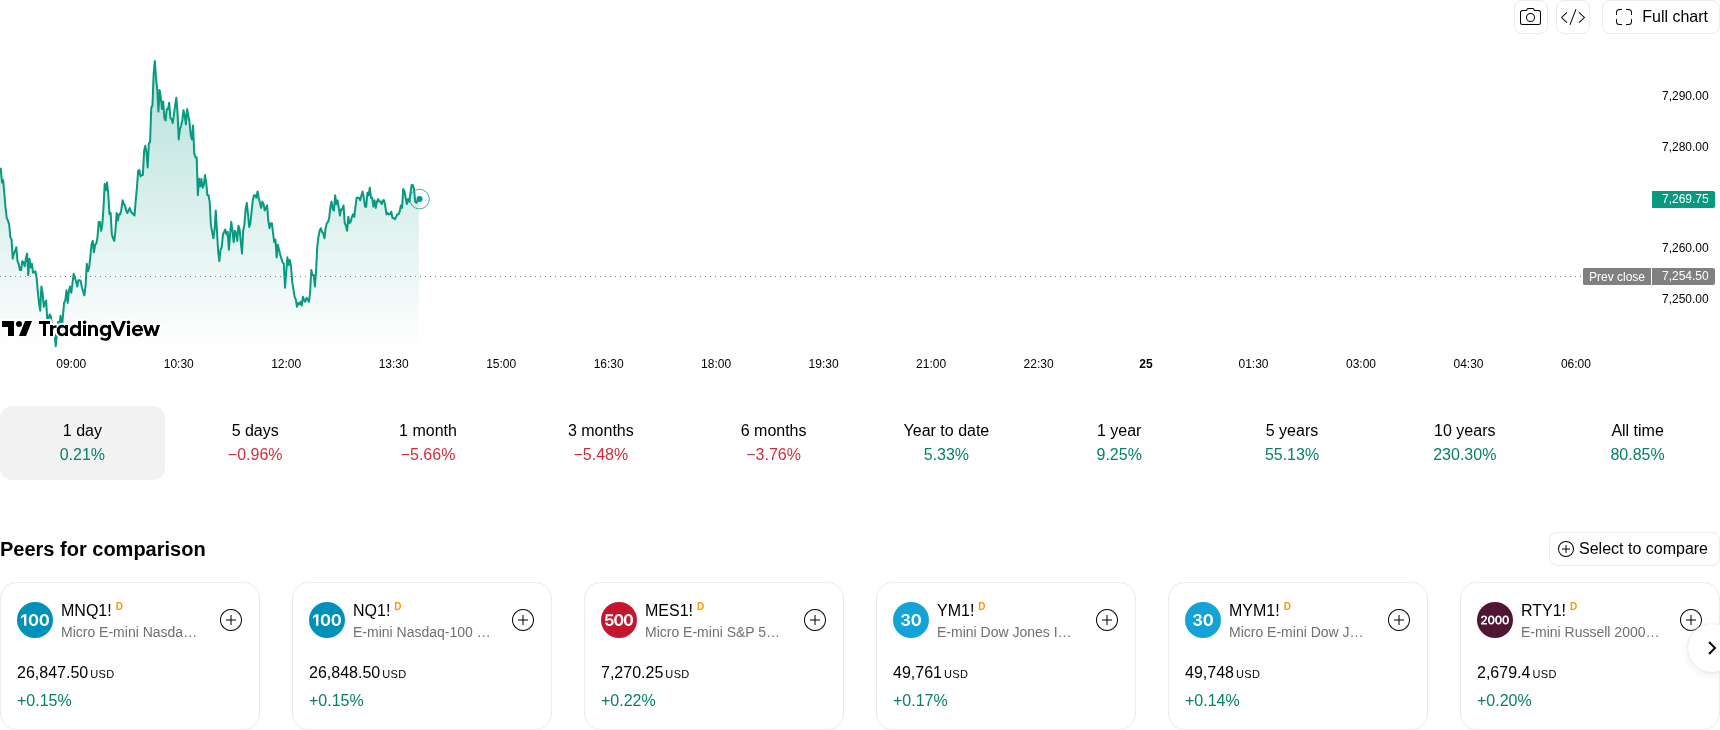 Full chart
7,290.00
7,280.00
7,269.75
7,260.00
Prev close 7,254.50
7,250.00
TradingView
09:00 10:30 12:00 13:30 15:00 16:30 18:00 19:30 21:00 22:30 25 01:30 03:00 04:30 06:00
1 day 5 days 1 month 3 months 6 months Year to date 1 year 5 years 10 years All time
0.21% −0.96% −5.66% −5.48% −3.76% 5.33% 9.25% 55.13% 230.30% 80.85%
Peers for comparison
Select to compare
100 MNQ1! D
Micro E-mini Nasda…
26,847.50 USD
+0.15%
100 NQ1! D
E-mini Nasdaq-100 …
26,848.50 USD
+0.15%
500 MES1! D
Micro E-mini S&P 5…
7,270.25 USD
+0.22%
30 YM1! D
E-mini Dow Jones I…
49,761 USD
+0.17%
30 MYM1! D
Micro E-mini Dow J…
49,748 USD
+0.14%
2000 RTY1! D
E-mini Russell 2000…
2,679.4 USD
+0.20%